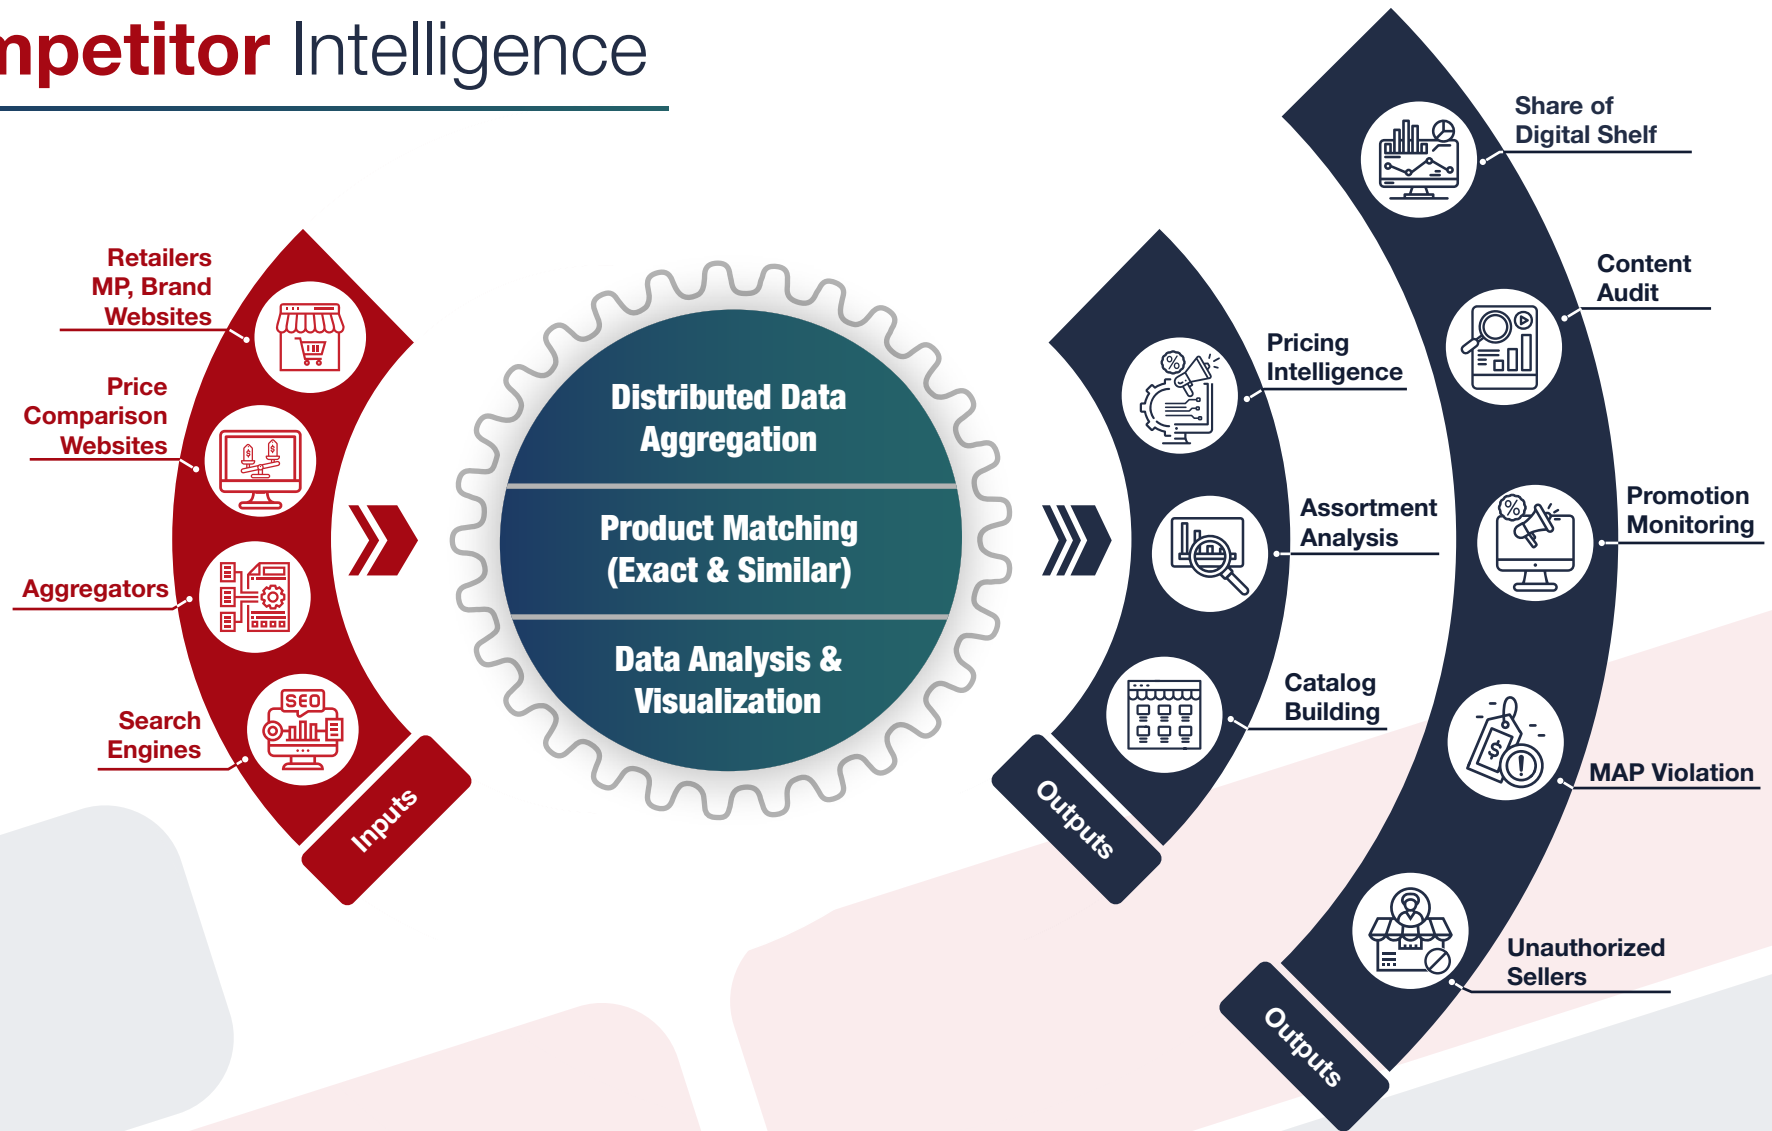 mpetitor Intelligence
Retailers
MP, Brand
Websites
Price
Comparison
Websites
Aggregators
Search
Engines
SEO
Inputs
Distributed Data
Aggregation
Product Matching
(Exact & Similar)
Data Analysis &
Visualization
Pricing
Intelligence
Assortment
Analysis
Catalog
Building
Outputs
Share of
Digital Shelf
Content
Audit
Promotion
Monitoring
MAP Violation
Unauthorized
Sellers
Outputs